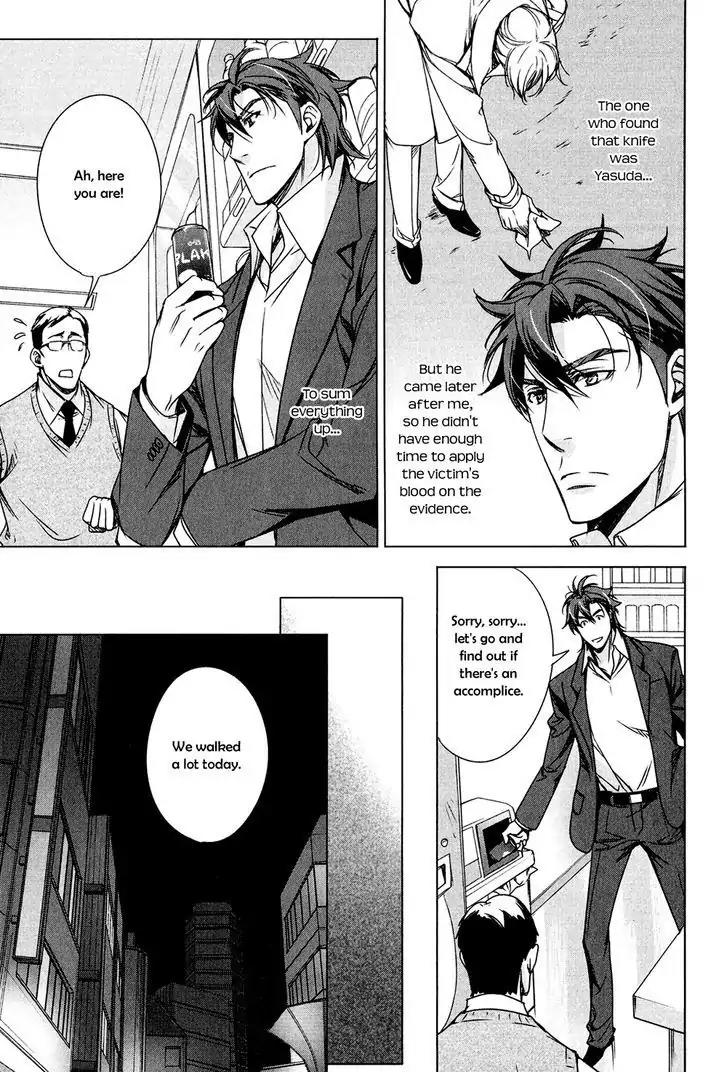 The one
who found
that knife
was
Yasuda...
But he
came later
after me,
so he didn't
have enough
time to apply
the victim's
blood on the
evidence.
To sum
everything
up...
Ah, here
you are!
Sorry, sorry...
let's go and
find out if
there's an
accomplice.
We walked
a lot today.